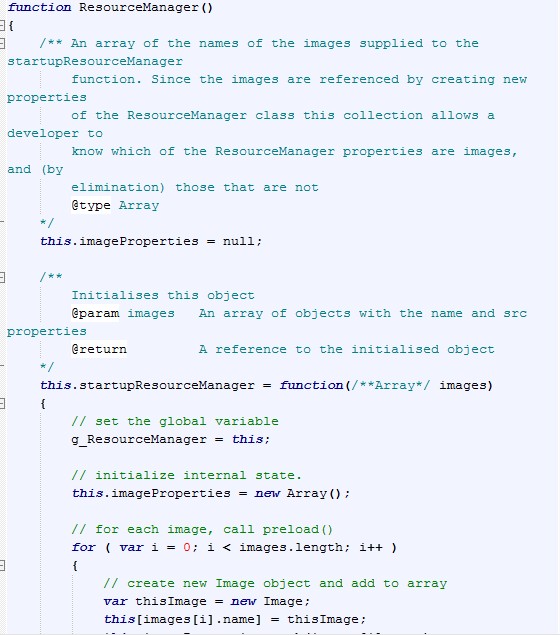 function ResourceManager()
{
/** An array of the names of the images supplied to the
startupResourceManager
function. Since the images are referenced by creating new
properties
of the ResourceManager class this collection allows a
developer to
know which of the ResourceManager properties are images,
and (by
elimination) those that are not
@type Array
*/
this.imageProperties = null;
/**
Initialises this object
@param images   An array of objects with the name and src
properties
@return         A reference to the initialised object
*/
this.startupResourceManager = function(/**Array*/ images)
{
// set the global variable
g_ResourceManager = this;
// initialize internal state.
this.imageProperties = new Array();
// for each image, call preload()
for ( var i = 0; i < images.length; i++ )
{
// create new Image object and add to array
var thisImage = new Image;
this[images[i].name] = thisImage;